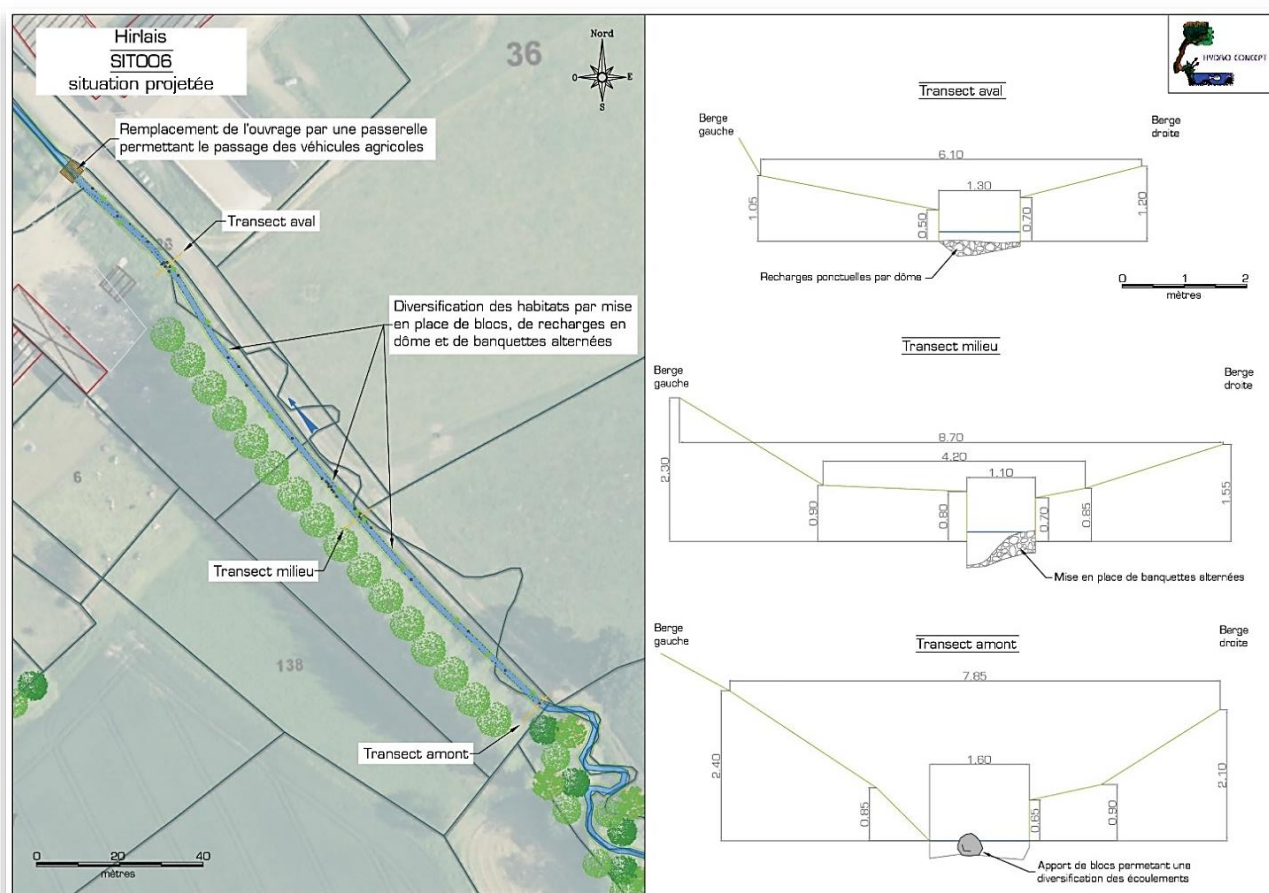 Hirlais
SIT006
situation projetée
36
Nord
O
E
S
Remplacement de l'ouvrage par une passerelle
permettant le passage des véhicules agricoles
Transect aval
Diversification des habitats par mise
en place de blocs, de recharges en
dôme et de banquettes alternées
6
Transect milieu
138
Transect amont
0 20 40
mètres
HYDRO CONCEPT
Transect aval
Berge
gauche
Berge
droite
6.10
1.30
1.05
0.50
0.70
1.20
Recharges ponctuelles par dôme
0 1 2
mètres
Transect milieu
Berge
gauche
Berge
droite
8.70
4.20
1.10
2.30
0.90
0.80
0.70
0.85
1.55
Mise en place de banquettes alternées
Berge
gauche
Transect amont
Berge
droite
7.85
1.60
2.40
0.85
0.65
0.90
2.10
Apport de blocs permetant une
diversification des écoulements